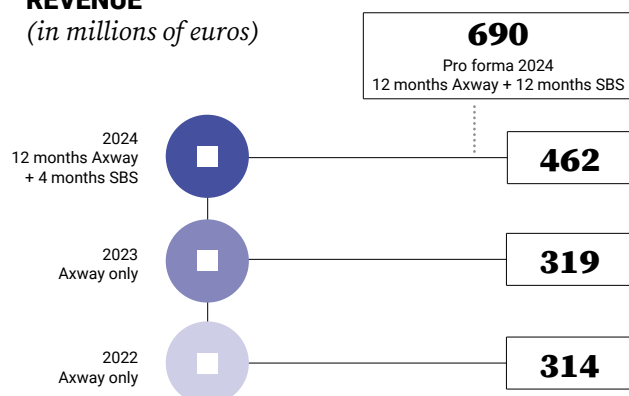 REVENUE
(in millions of euros)
690
Pro forma 2024
12 months Axway + 12 months SBS
2024
12 months Axway
+ 4 months SBS
462
2023
Axway only
319
2022
Axway only
314